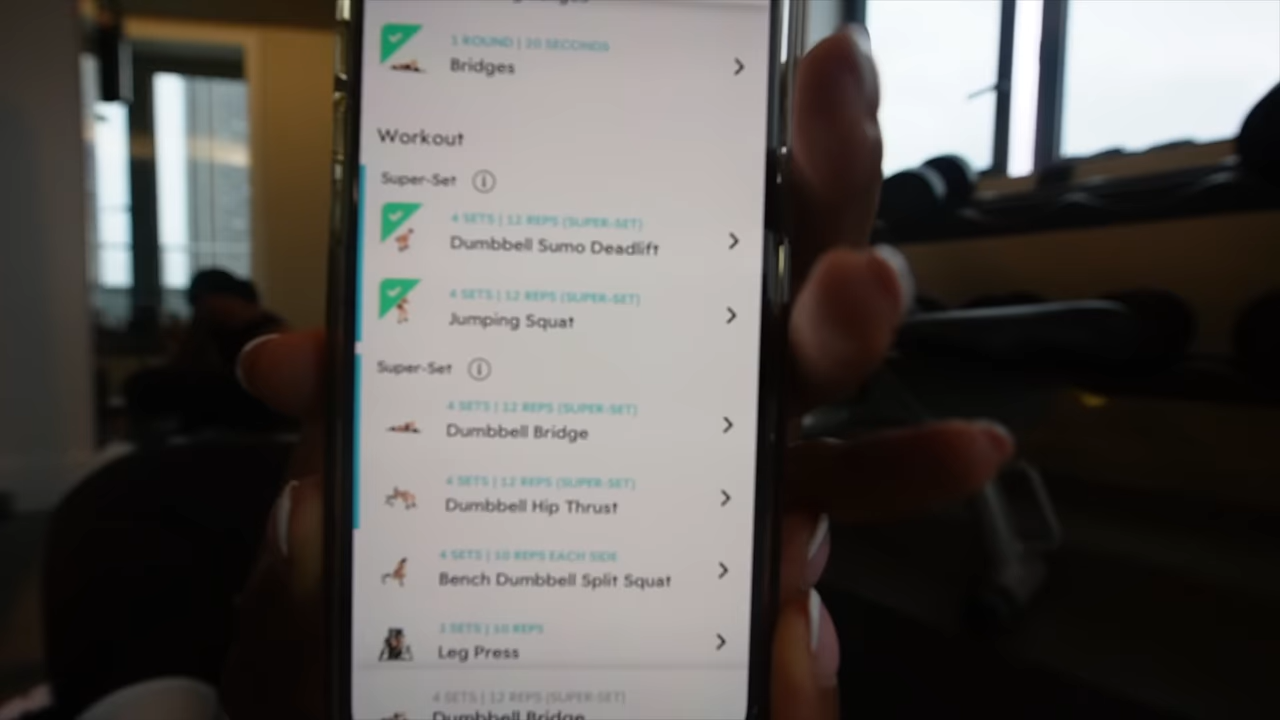 1 ROUND | 20 SECONDS
Bridges
Workout
Super-Set
4 SETS | 12 REPS (SUPER-SET)
Dumbbell Sumo Deadlift
4 SETS | 12 REPS (SUPER-SET)
Jumping Squat
Super-Set
4 SETS | 12 REPS (SUPER-SET)
Dumbbell Bridge
4 SETS | 12 REPS (SUPER-SET)
Dumbbell Hip Thrust
4 SETS | 10 REPS EACH SIDE
Bench Dumbbell Split Squat
SETS | 10 REPS
Leg Press
4 SETS | 12 REPS (SUPER-SET)
Dumbbell Bridge